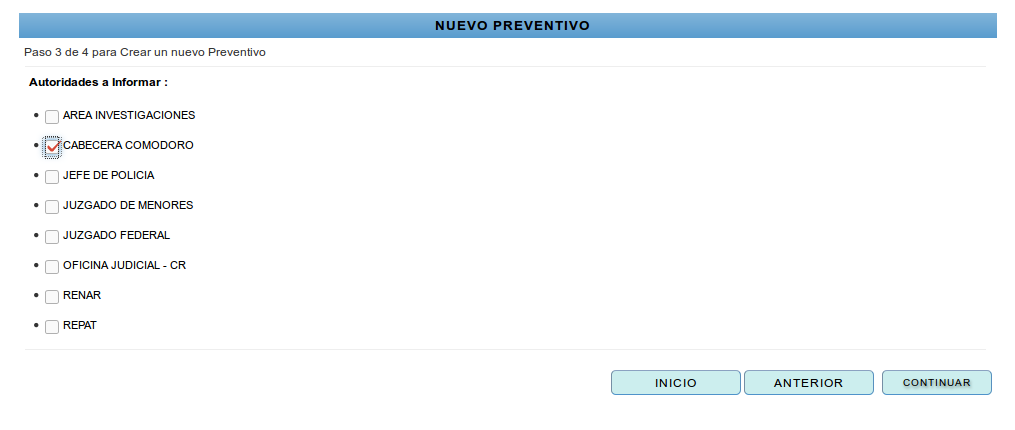 NUEVO PREVENTIVO
Paso 3 de 4 para Crear un nuevo Preventivo
Autoridades a Informar :
AREA INVESTIGACIONES
CABECERA COMODORO
JEFE DE POLICIA
JUZGADO DE MENORES
JUZGADO FEDERAL
OFICINA JUDICIAL - CR
RENAR
REPAT
INICIO ANTERIOR CONTINUAR